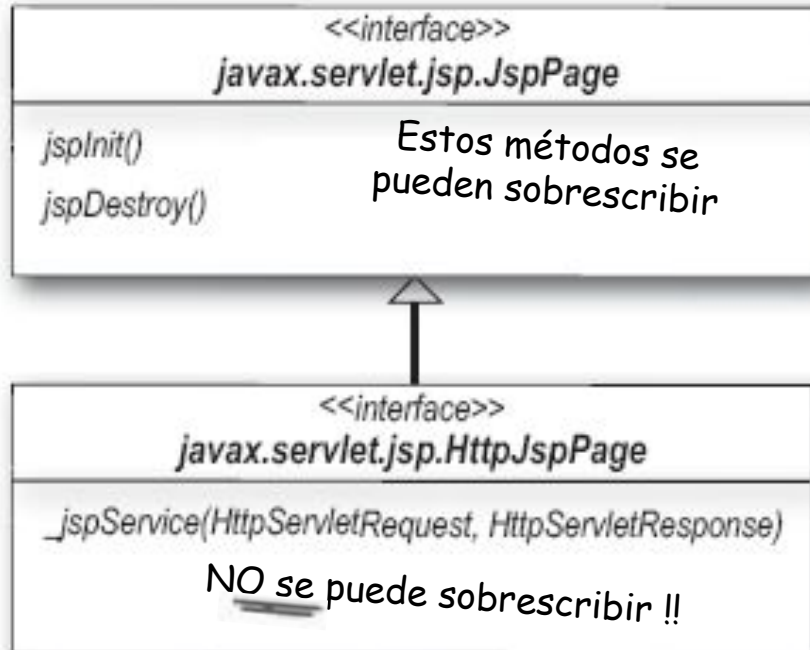 <<interface>>
javax.servlet.jsp.JspPage
jspInit()
jspDestroy()
Estos métodos se
pueden sobrescribir
<<interface>>
javax.servlet.jsp.HttpJspPage
_jspService(HttpServletRequest, HttpServletResponse)
NO se puede sobrescribir !!